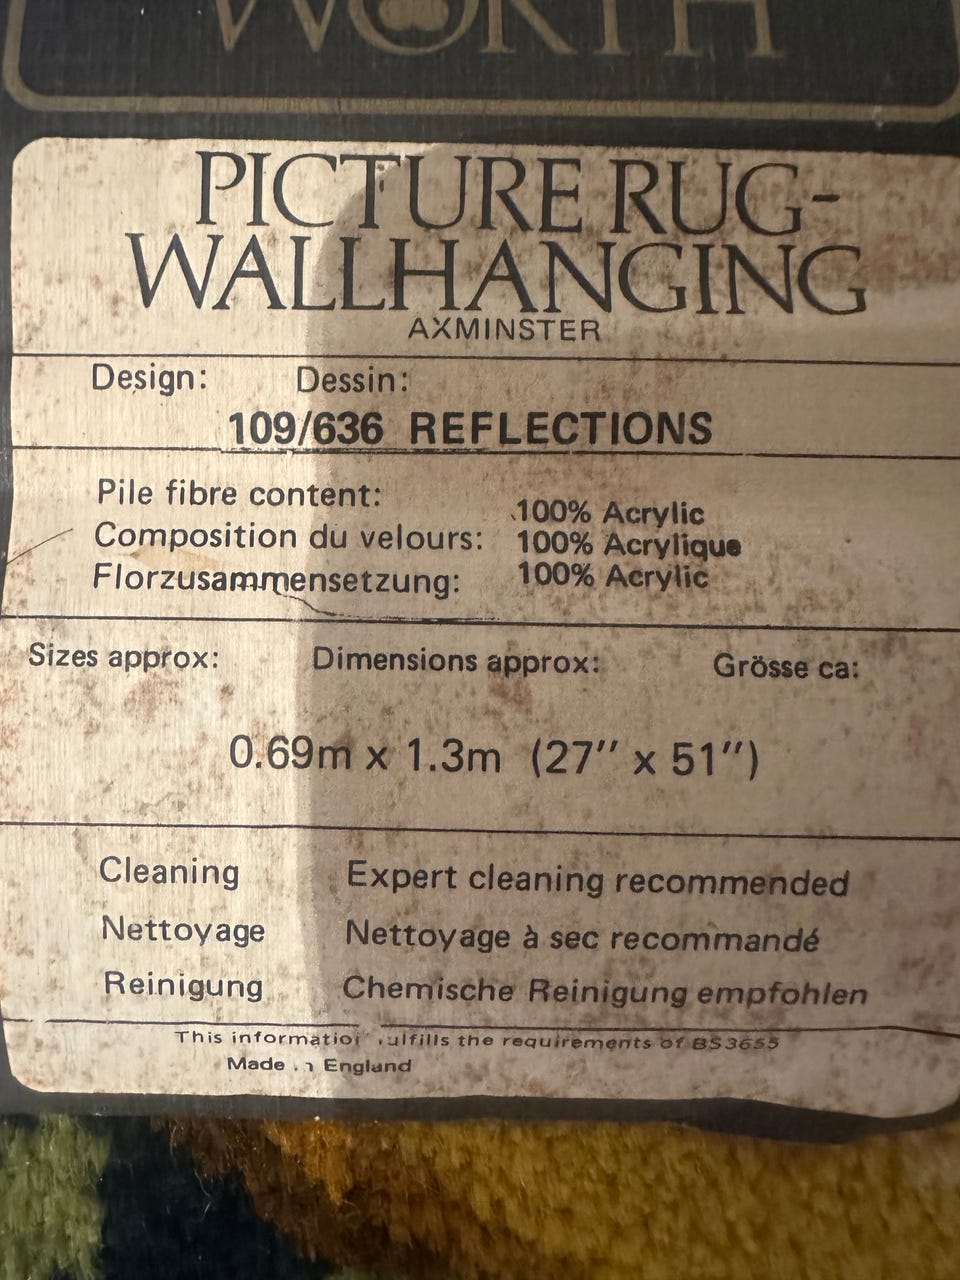 WORTH
PICTURE RUG-
WALLHANGING
AXMINSTER
Design: Dessin:
109/636 REFLECTIONS
Pile fibre content: 100% Acrylic
Composition du velours: 100% Acrylique
Florzusammensetzung: 100% Acrylic
Sizes approx: Dimensions approx: Grösse ca:
0.69m x 1.3m (27″ x 51″)
Cleaning Expert cleaning recommended
Nettoyage Nettoyage à sec recommandé
Reinigung Chemische Reinigung empfohlen
This information fulfills the requirements of BS3655
Made in England